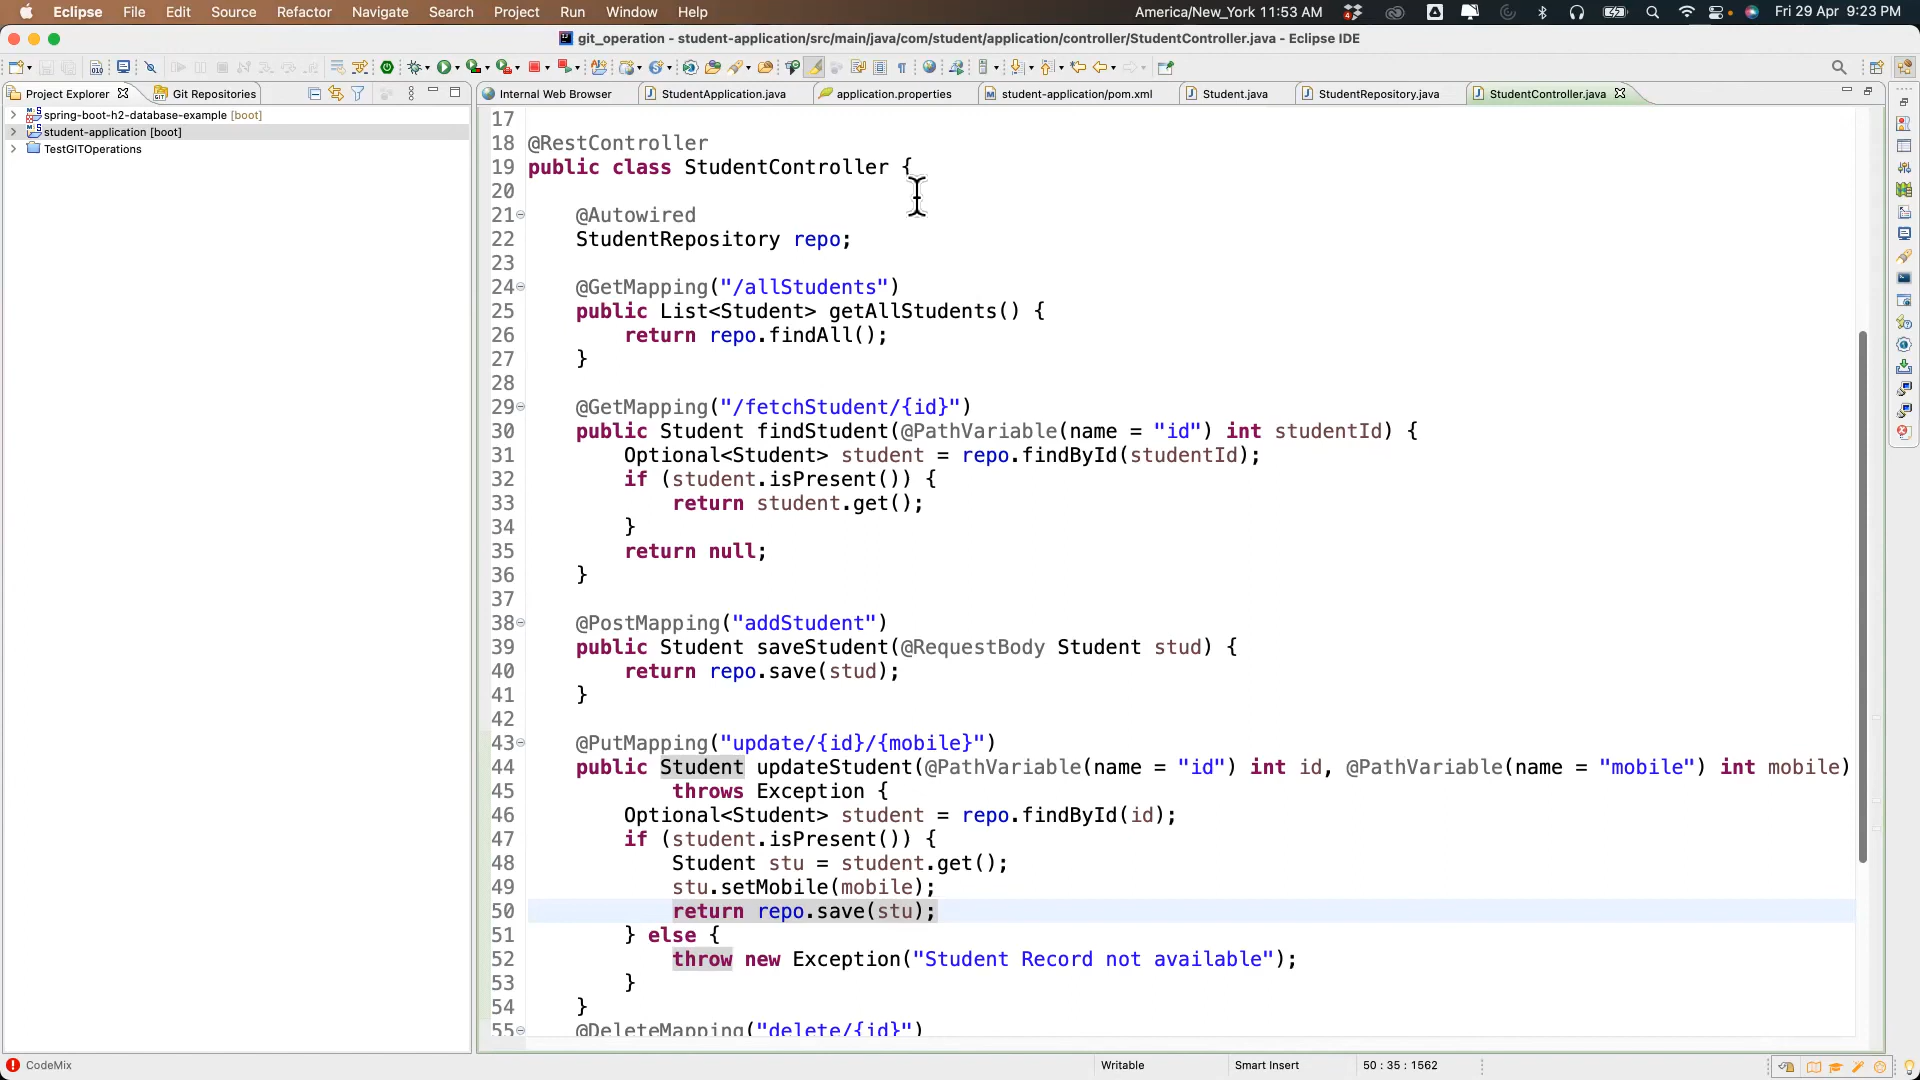 Eclipse File Edit Source Refactor Navigate Search Project Run Window Help America/New_York 11:53 AM Fri 29 Apr 9:23 PM
git_operation - student-application/src/main/java/com/student/application/controller/StudentController.java - Eclipse IDE
Project Explorer Git Repositories Internal Web Browser StudentApplication.java application.properties student-application/pom.xml Student.java StudentRepository.java StudentController.java
spring-boot-h2-database-example [boot]
student-application [boot]
TestGITOperations
17
18 @RestController
19 public class StudentController {
20
21 @Autowired
22 StudentRepository repo;
23
24 @GetMapping("/allStudents")
25 public List<Student> getAllStudents() {
26 return repo.findAll();
27 }
28
29 @GetMapping("/fetchStudent/{id}")
30 public Student findStudent(@PathVariable(name = "id") int studentId) {
31 Optional<Student> student = repo.findById(studentId);
32 if (student.isPresent()) {
33 return student.get();
34 }
35 return null;
36 }
37
38 @PostMapping("addStudent")
39 public Student saveStudent(@RequestBody Student stud) {
40 return repo.save(stud);
41 }
42
43 @PutMapping("update/{id}/{mobile}")
44 public Student updateStudent(@PathVariable(name = "id") int id, @PathVariable(name = "mobile") int mobile)
45 throws Exception {
46 Optional<Student> student = repo.findById(id);
47 if (student.isPresent()) {
48 Student stu = student.get();
49 stu.setMobile(mobile);
50 return repo.save(stu);
51 } else {
52 throw new Exception("Student Record not available");
53 }
54 }
55 @DeleteMapping("delete/{id}")
CodeMix Writable Smart Insert 50 : 35 : 1562